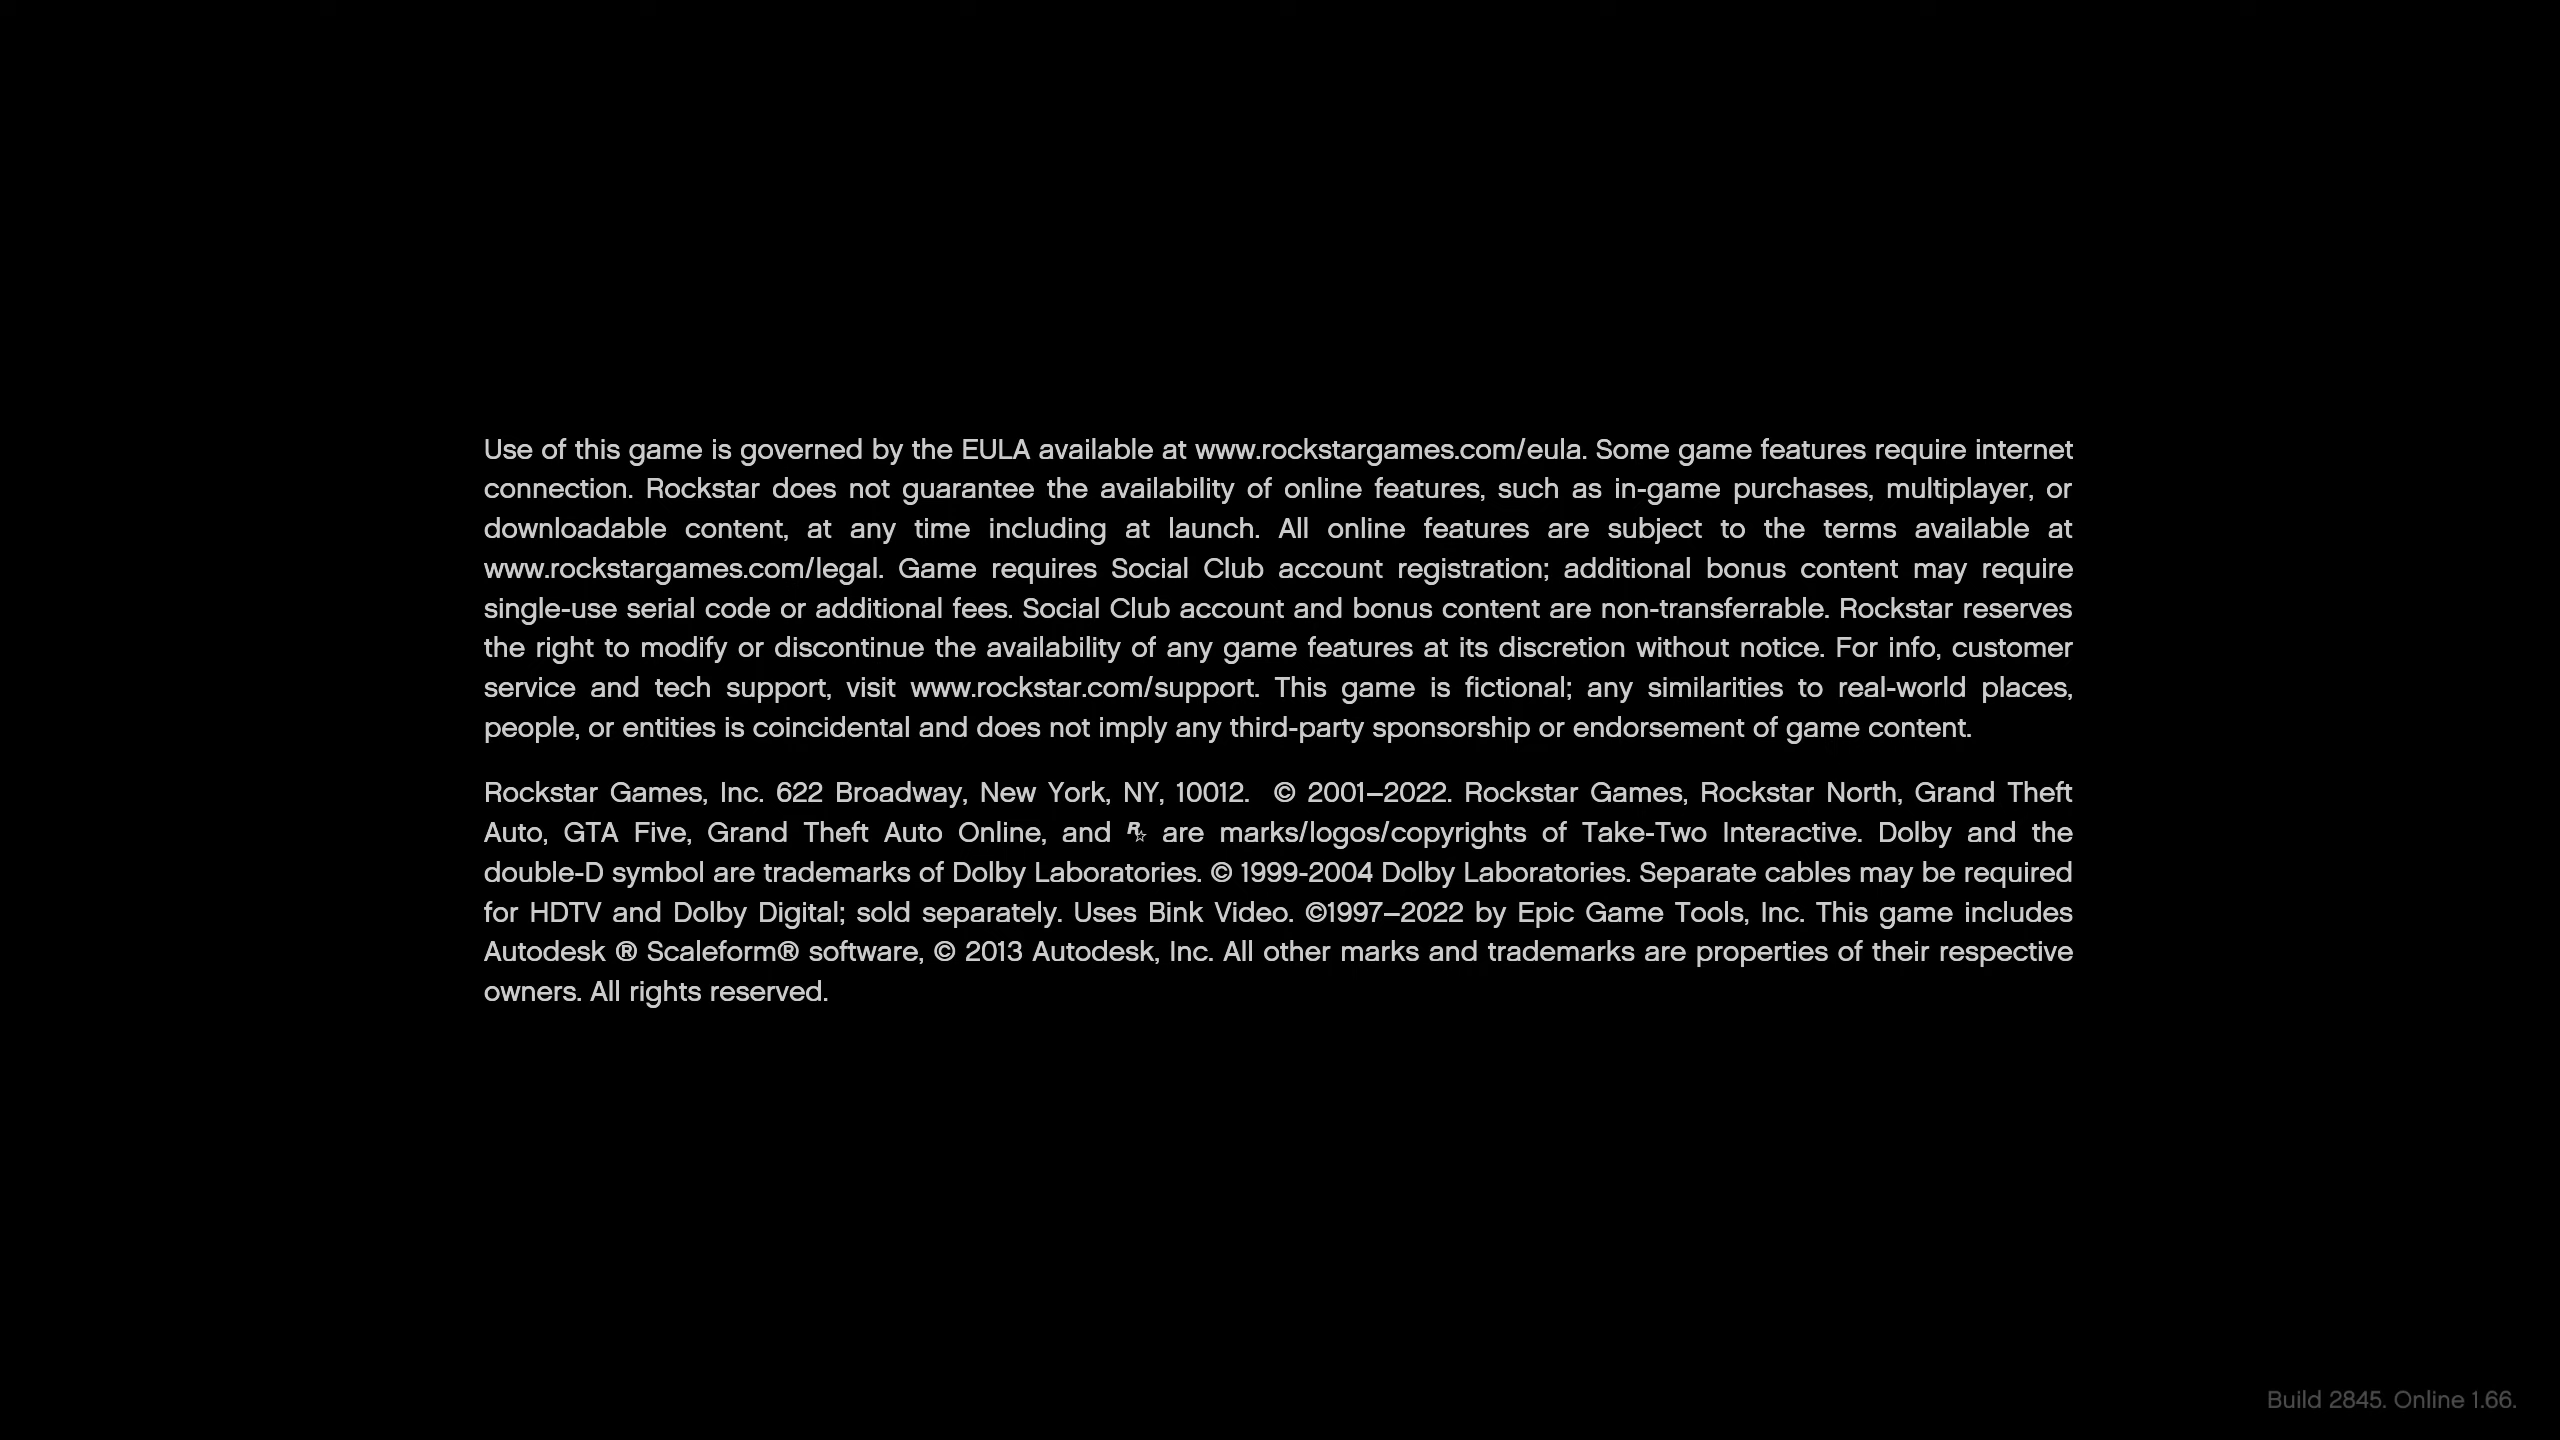 Use of this game is governed by the EULA available at www.rockstargames.com/eula. Some game features require internet
connection. Rockstar does not guarantee the availability of online features, such as in-game purchases, multiplayer, or
downloadable content, at any time including at launch. All online features are subject to the terms available at
www.rockstargames.com/legal. Game requires Social Club account registration; additional bonus content may require
single-use serial code or additional fees. Social Club account and bonus content are non-transferrable. Rockstar reserves
the right to modify or discontinue the availability of any game features at its discretion without notice. For info, customer
service and tech support, visit www.rockstar.com/support. This game is fictional; any similarities to real-world places,
people, or entities is coincidental and does not imply any third-party sponsorship or endorsement of game content.
Rockstar Games, Inc. 622 Broadway, New York, NY, 10012. © 2001–2022. Rockstar Games, Rockstar North, Grand Theft
Auto, GTA Five, Grand Theft Auto Online, and R☆ are marks/logos/copyrights of Take-Two Interactive. Dolby and the
double-D symbol are trademarks of Dolby Laboratories. © 1999-2004 Dolby Laboratories. Separate cables may be required
for HDTV and Dolby Digital; sold separately. Uses Bink Video. ©1997–2022 by Epic Game Tools, Inc. This game includes
Autodesk ® Scaleform® software, © 2013 Autodesk, Inc. All other marks and trademarks are properties of their respective
owners. All rights reserved.
Build 2845. Online 1.66.